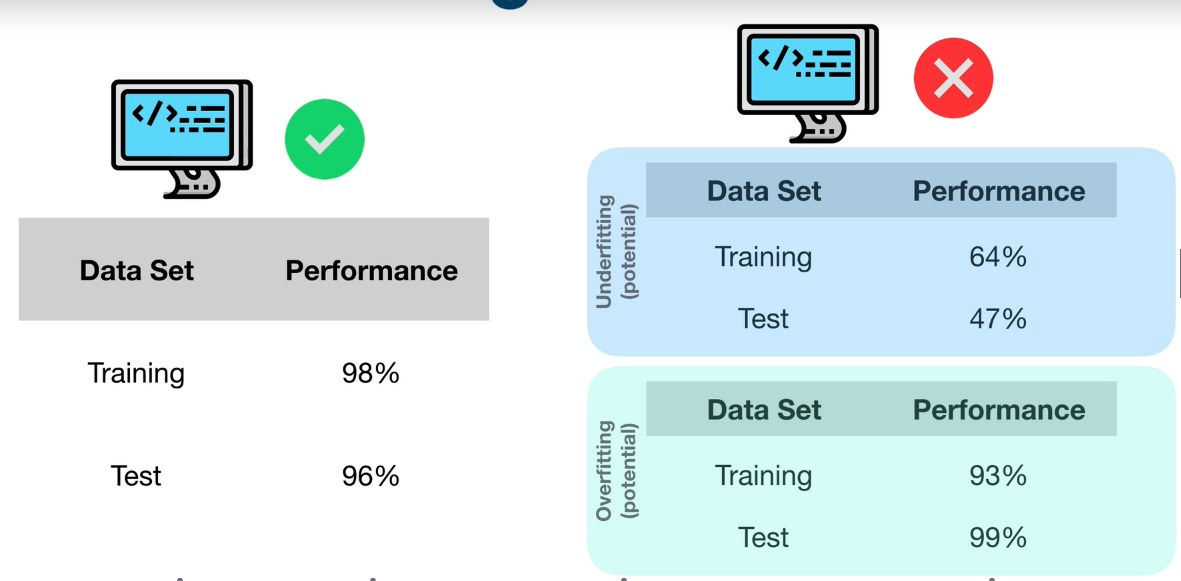 </>
Data Set Performance
Training 98%
Test 96%
</>
Underfitting
(potential)
Data Set Performance
Training 64%
Test 47%
Overfitting
(potential)
Data Set Performance
Training 93%
Test 99%